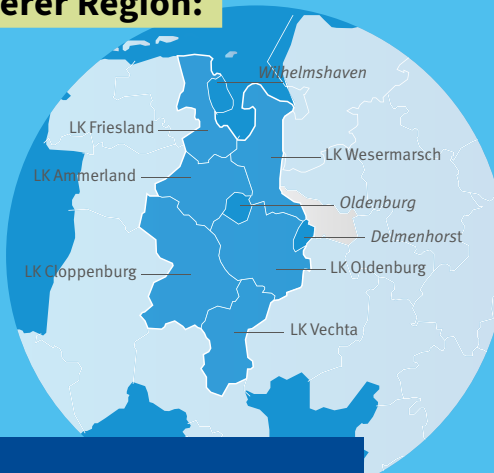 erer Region:
Wilhelmshaven
LK Friesland
LK Wesermarsch
LK Ammerland
Oldenburg
Delmenhorst
LK Cloppenburg
LK Oldenburg
LK Vechta